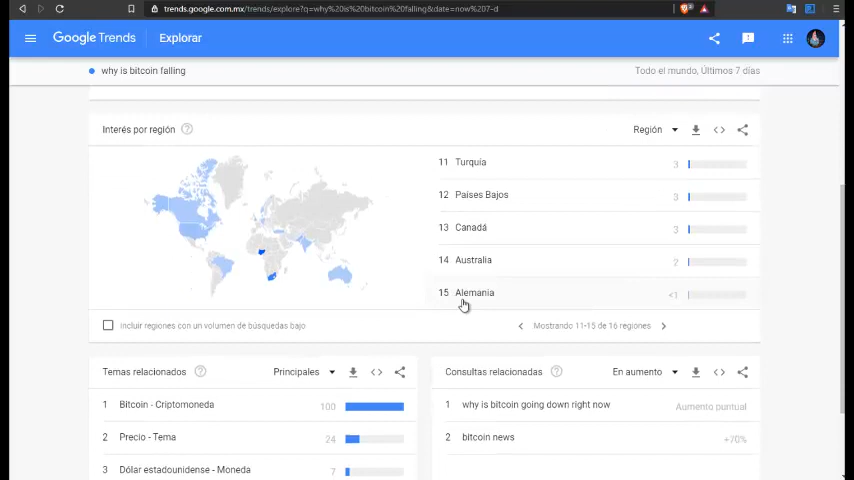 trends.google.com.mx/trends/explore?q=why%20is%20bitcoin%20falling&date=now%207-d
Google Trends Explorar
why is bitcoin falling Todo el mundo, Últimos 7 días
Interés por región Región
11 Turquía 3
12 Países Bajos 3
13 Canadá 3
14 Australia 2
15 Alemania <1
Incluir regiones con un volumen de búsquedas bajo
Mostrando 11-15 de 16 regiones
Temas relacionados Principales
1 Bitcoin - Criptomoneda 100
2 Precio - Tema 24
3 Dólar estadounidense - Moneda 7
Consultas relacionadas En aumento
1 why is bitcoin going down right now Aumento puntual
2 bitcoin news +70%